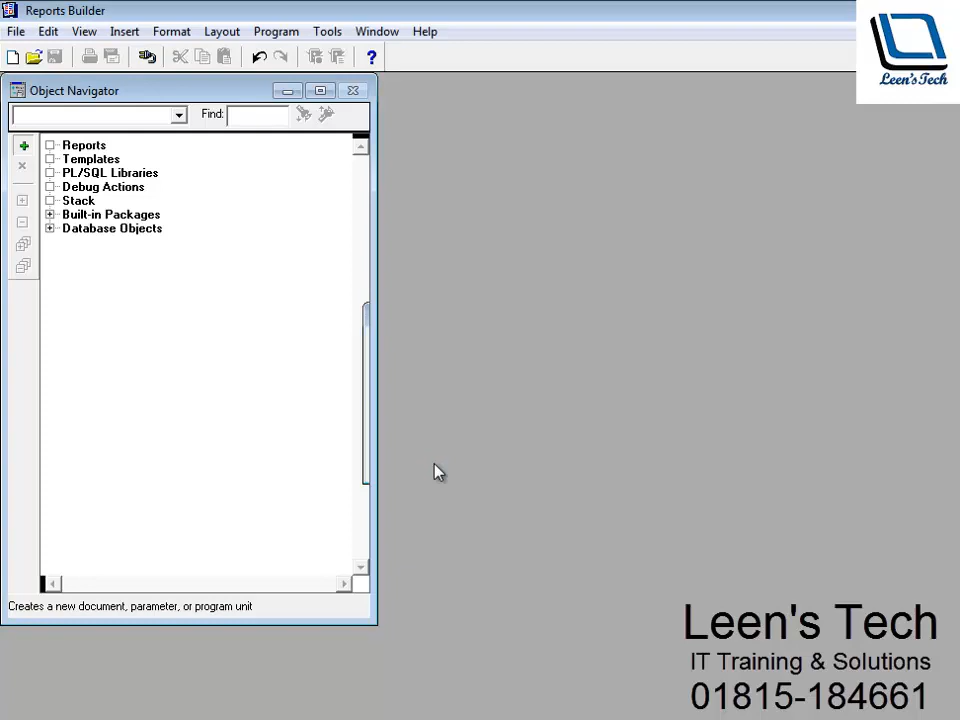 Reports Builder
File Edit View Insert Format Layout Program Tools Window Help
Leen'sTech
Object Navigator
Find:
Reports
Templates
PL/SQL Libraries
Debug Actions
Stack
Built-in Packages
Database Objects
Creates a new document, parameter, or program unit
Leen's Tech
IT Training & Solutions
01815-184661